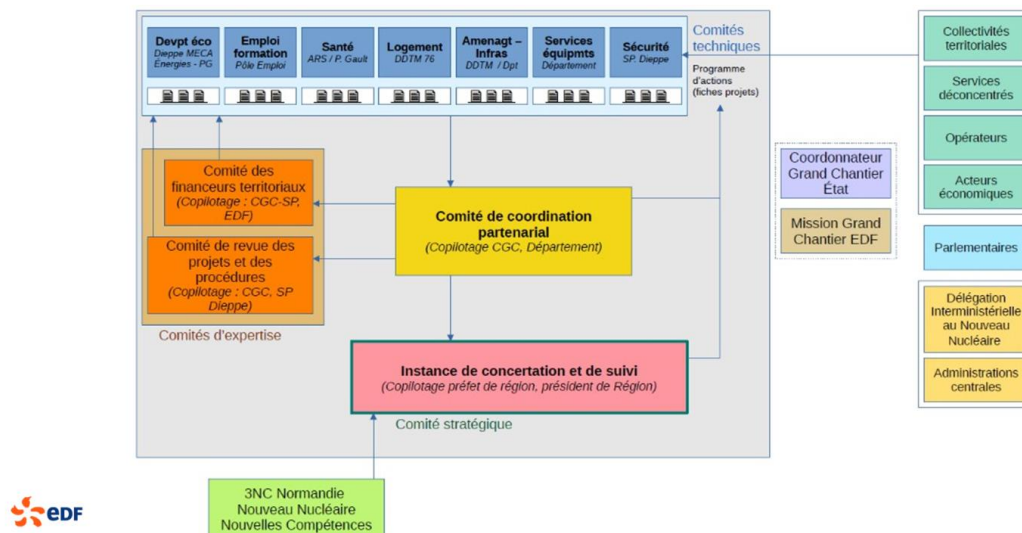 Devpt éco
Dieppe MECA
Énergies - PG
Emploi
formation
Pôle Emploi
Santé
ARS / P. Gault
Logement
DDTM 76
Amenagt –
Infras
DDTM / Dpt
Services
équipmts
Département
Sécurité
SP. Dieppe
Comités
techniques
Programme
d'actions
(fiches projets)
Collectivités
territoriales
Services
déconcentrés
Opérateurs
Acteurs
économiques
Parlementaires
Délégation
Interministérielle
au Nouveau
Nucléaire
Administrations
centrales
Coordonnateur
Grand Chantier
État
Mission Grand
Chantier EDF
Comité des
financeurs territoriaux
(Copilotage : CGC-SP,
EDF)
Comité de revue des
projets et des
procédures
(Copilotage : CGC, SP
Dieppe)
Comités d'expertise
Comité de coordination
partenarial
(Copilotage CGC, Département)
Instance de concertation et de suivi
(Copilotage préfet de région, président de Région)
Comité stratégique
3NC Normandie
Nouveau Nucléaire
Nouvelles Compétences
eDF